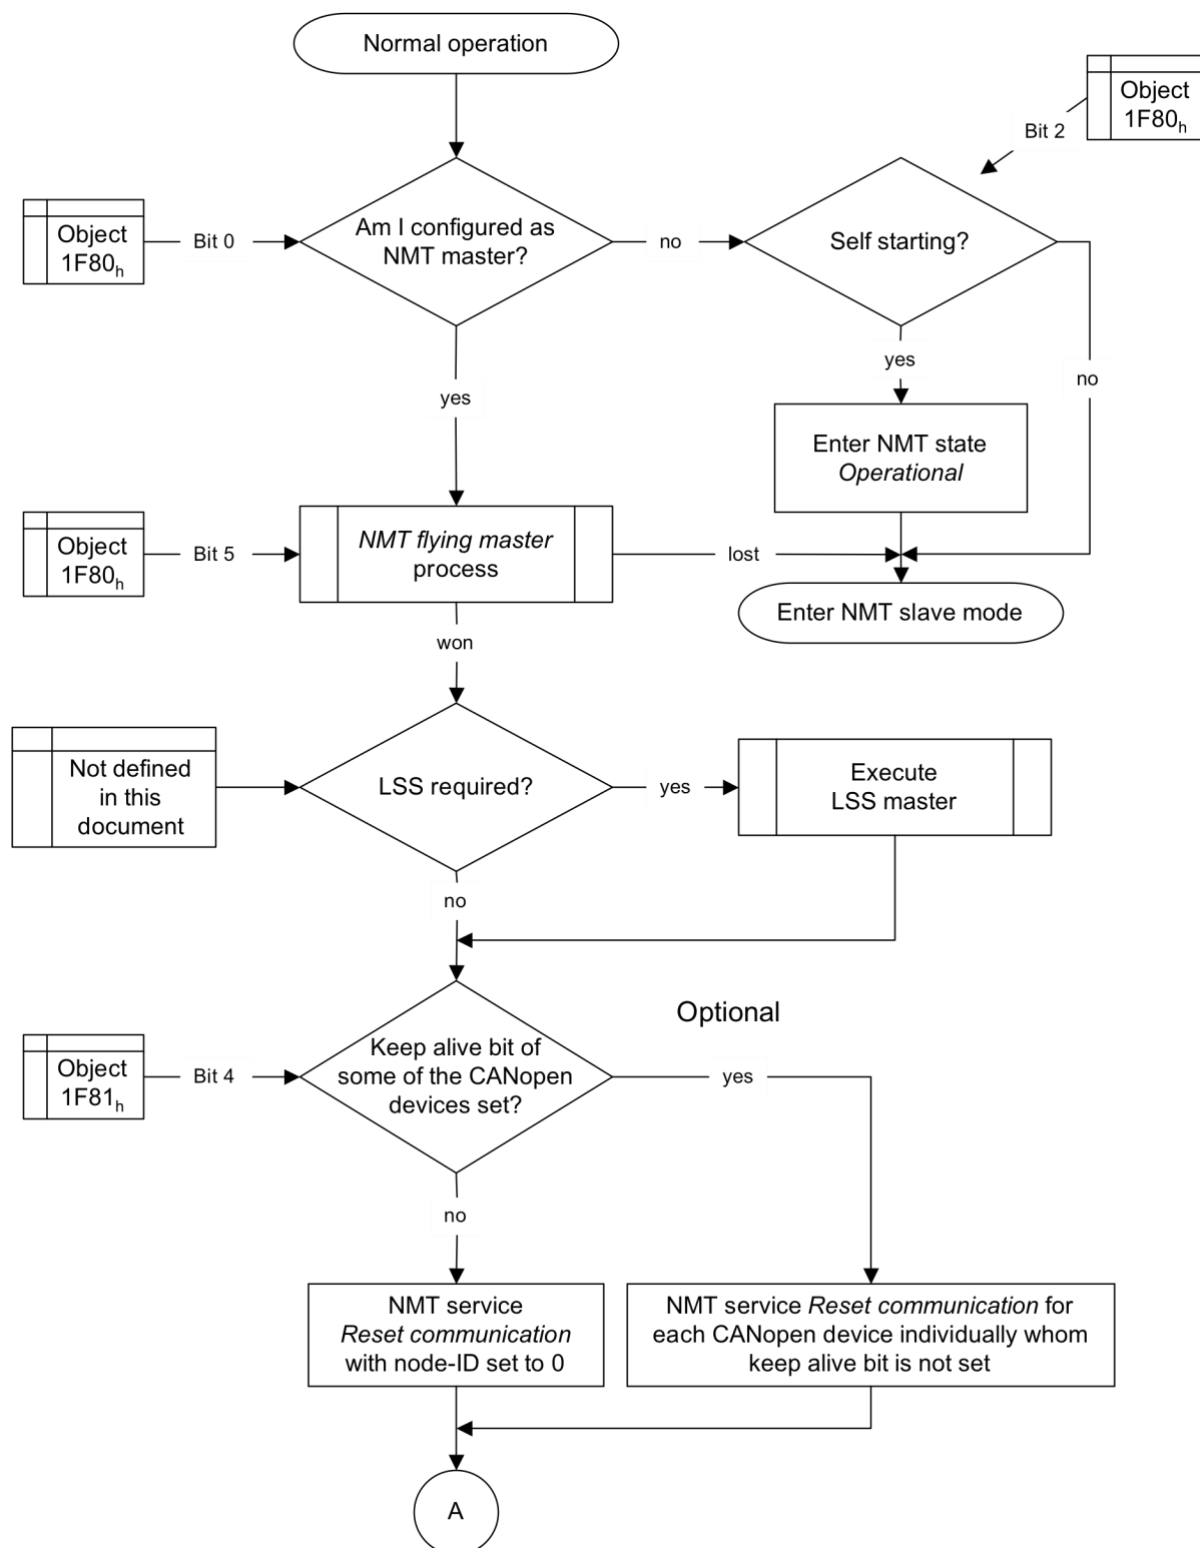 Normal operation
Object
1F80h
Bit 2
Object
1F80h
Bit 0
Am I configured as
NMT master?
no
Self starting?
yes
no
yes
Enter NMT state
Operational
Object
1F80h
Bit 5
NMT flying master
process
lost
Enter NMT slave mode
won
Not defined
in this
document
LSS required?
yes
Execute
LSS master
no
Optional
Object
1F81h
Bit 4
Keep alive bit of
some of the CANopen
devices set?
yes
no
NMT service
Reset communication
with node-ID set to 0
NMT service Reset communication for
each CANopen device individually whom
keep alive bit is not set
A